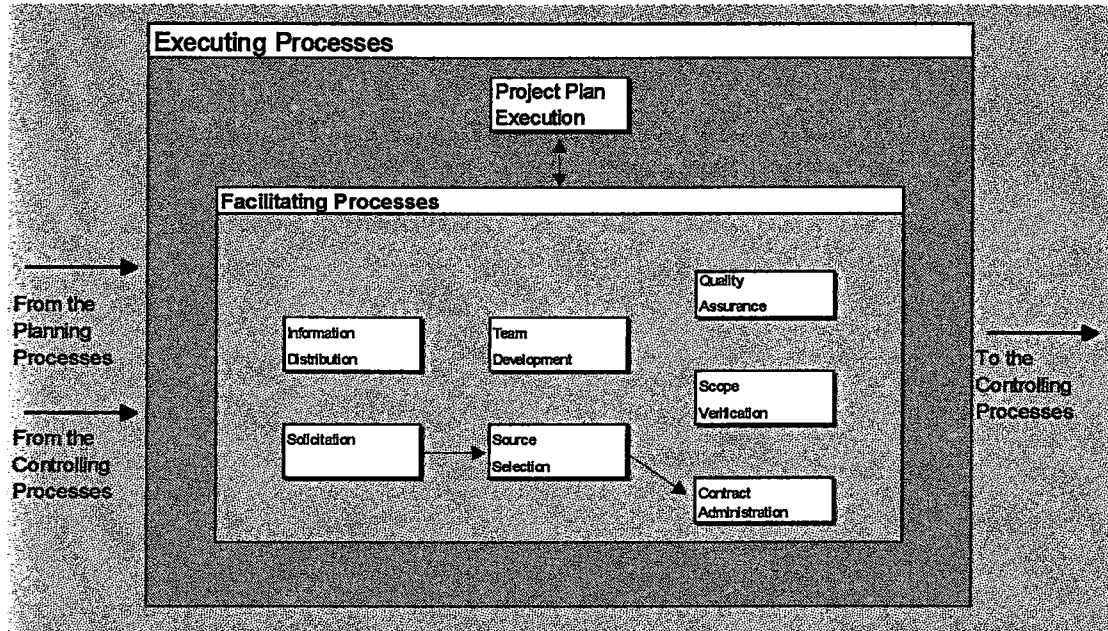 Executing Processes
Project Plan
Execution
Facilitating Processes
From the
Planning
Processes
From the
Controlling
Processes
Information
Distribution
Team
Development
Quality
Assurance
Scope
Verification
Solicitation
Source
Selection
Contract
Administration
To the
Controlling
Processes